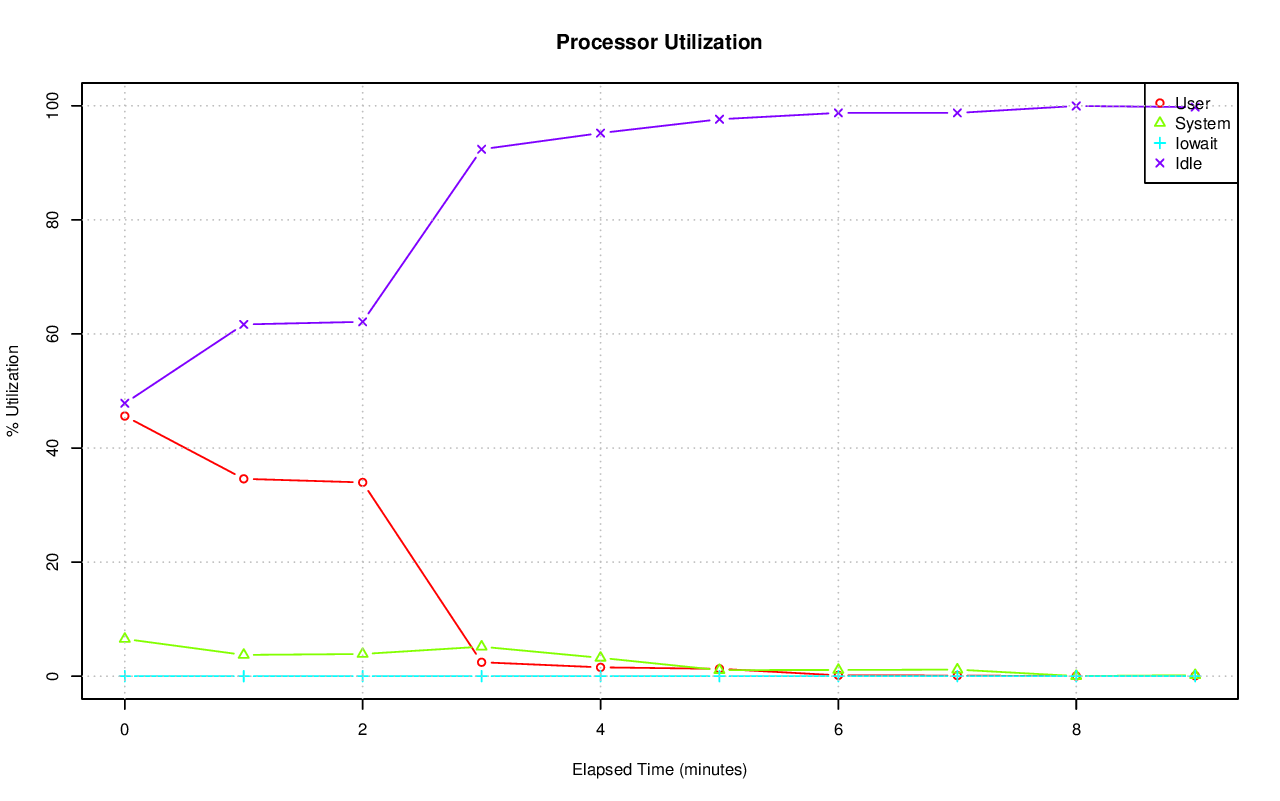 Processor Utilization
100
80
60
40
20
0
% Utilization
User
System
Iowait
Idle
0 2 4 6 8
Elapsed Time (minutes)